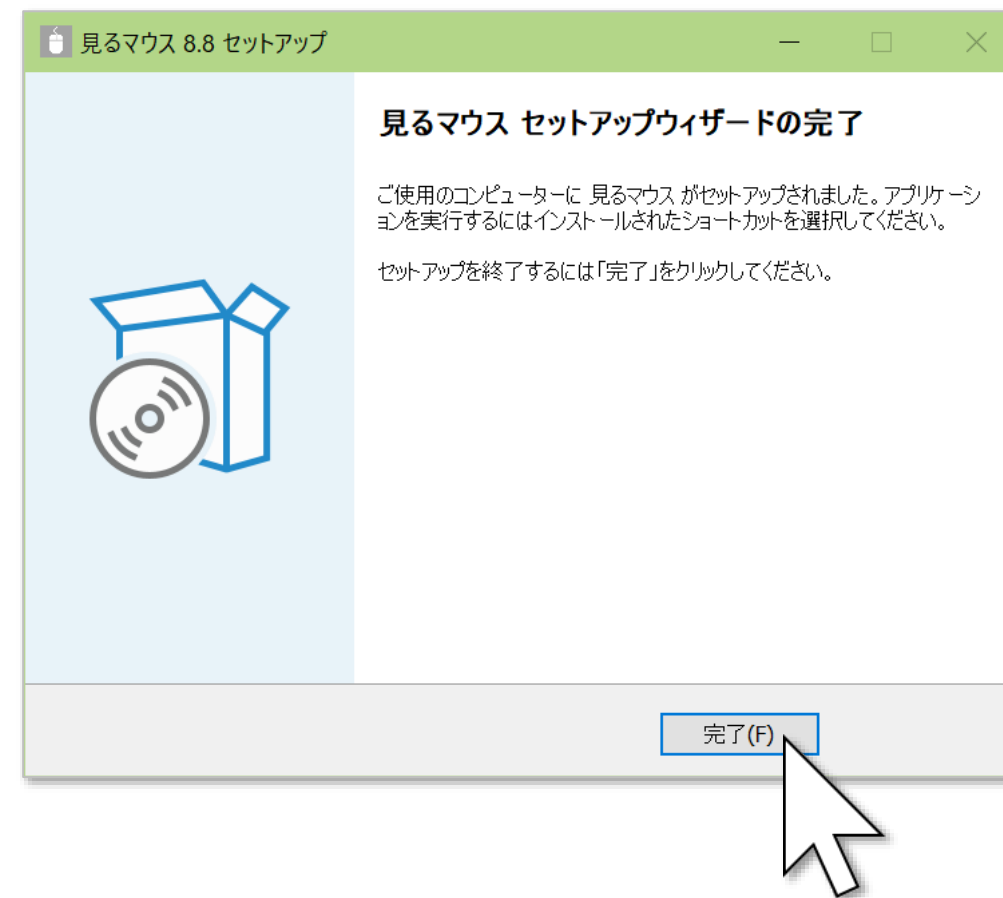 見るマウス 8.8 セットアップ
見るマウス セットアップウィザードの完了
ご使用のコンピューターに 見るマウス がセットアップされました。アプリケーシ
ョンを実行するにはインストールされたショートカットを選択してください。
セットアップを終了するには「完了」をクリックしてください。
完了(F)